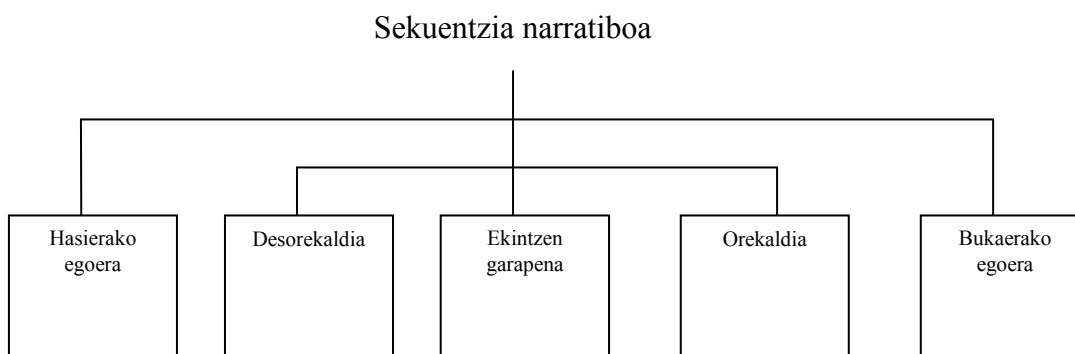 Sekuentzia narratiboa
Hasierako
egoera
Desorekaldia
Ekintzen
garapena
Orekaldia
Bukaerako
egoera